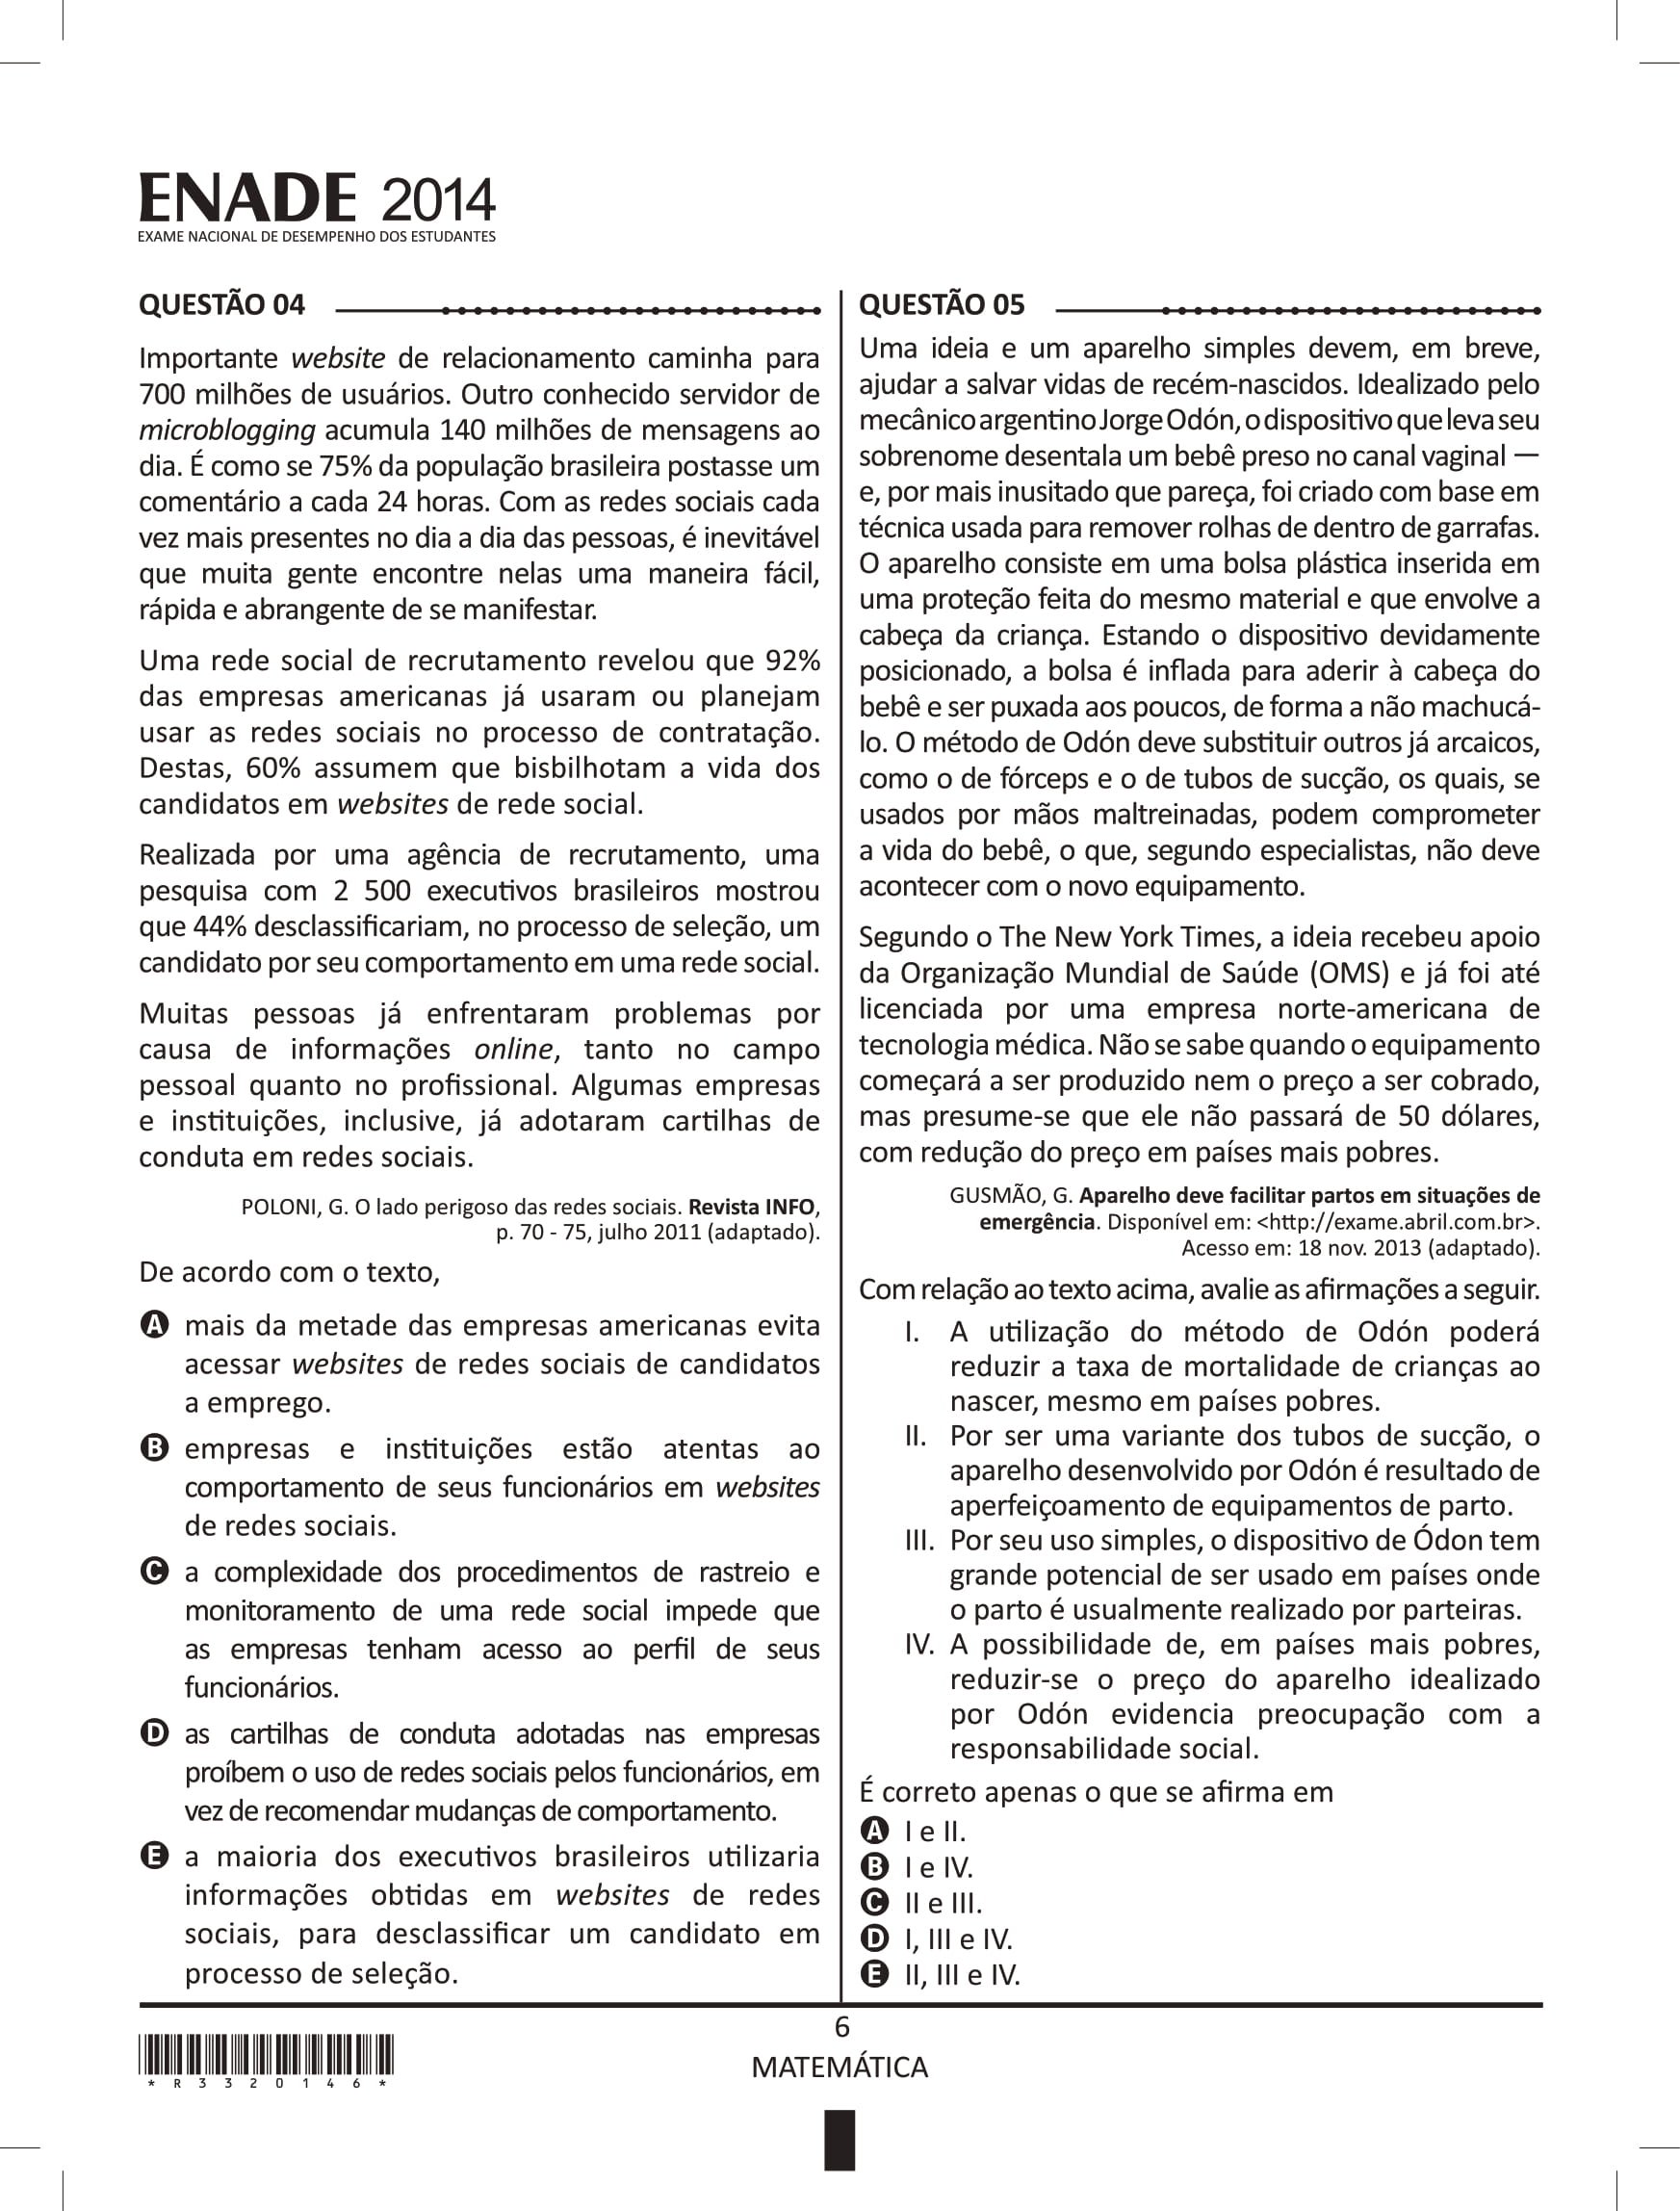 ENADE 2014
EXAME NACIONAL DE DESEMPENHO DOS ESTUDANTES
QUESTÃO 04
Importante website de relacionamento caminha para
700 milhões de usuários. Outro conhecido servidor de
microblogging acumula 140 milhões de mensagens ao
dia. É como se 75% da população brasileira postasse um
comentário a cada 24 horas. Com as redes sociais cada
vez mais presentes no dia a dia das pessoas, é inevitável
que muita gente encontre nelas uma maneira fácil,
rápida e abrangente de se manifestar.
Uma rede social de recrutamento revelou que 92%
das empresas americanas já usaram ou planejam
usar as redes sociais no processo de contratação.
Destas, 60% assumem que bisbilhotam a vida dos
candidatos em websites de rede social.
Realizada por uma agência de recrutamento, uma
pesquisa com 2 500 executivos brasileiros mostrou
que 44% desclassificariam, no processo de seleção, um
candidato por seu comportamento em uma rede social.
Muitas pessoas já enfrentaram problemas por
causa de informações online, tanto no campo
pessoal quanto no profissional. Algumas empresas
e instituições, inclusive, já adotaram cartilhas de
conduta em redes sociais.
POLONI, G. O lado perigoso das redes sociais. Revista INFO,
p. 70 - 75, julho 2011 (adaptado).
De acordo com o texto,
A mais da metade das empresas americanas evita
acessar websites de redes sociais de candidatos
a emprego.
B empresas e instituições estão atentas ao
comportamento de seus funcionários em websites
de redes sociais.
C a complexidade dos procedimentos de rastreio e
monitoramento de uma rede social impede que
as empresas tenham acesso ao perfil de seus
funcionários.
D as cartilhas de conduta adotadas nas empresas
proíbem o uso de redes sociais pelos funcionários, em
vez de recomendar mudanças de comportamento.
E a maioria dos executivos brasileiros utilizaria
informações obtidas em websites de redes
sociais, para desclassificar um candidato em
processo de seleção.
QUESTÃO 05
Uma ideia e um aparelho simples devem, em breve,
ajudar a salvar vidas de recém-nascidos. Idealizado pelo
mecânico argentino Jorge Odón, o dispositivo que leva seu
sobrenome desentala um bebê preso no canal vaginal —
e, por mais inusitado que pareça, foi criado com base em
técnica usada para remover rolhas de dentro de garrafas.
O aparelho consiste em uma bolsa plástica inserida em
uma proteção feita do mesmo material e que envolve a
cabeça da criança. Estando o dispositivo devidamente
posicionado, a bolsa é inflada para aderir à cabeça do
bebê e ser puxada aos poucos, de forma a não machucá-
lo. O método de Odón deve substituir outros já arcaicos,
como o de fórceps e o de tubos de sucção, os quais, se
usados por mãos maltreinadas, podem comprometer
a vida do bebê, o que, segundo especialistas, não deve
acontecer com o novo equipamento.
Segundo o The New York Times, a ideia recebeu apoio
da Organização Mundial de Saúde (OMS) e já foi até
licenciada por uma empresa norte-americana de
tecnologia médica. Não se sabe quando o equipamento
começará a ser produzido nem o preço a ser cobrado,
mas presume-se que ele não passará de 50 dólares,
com redução do preço em países mais pobres.
GUSMÃO, G. Aparelho deve facilitar partos em situações de
emergência. Disponível em: <http://exame.abril.com.br>.
Acesso em: 18 nov. 2013 (adaptado).
Com relação ao texto acima, avalie as afirmações a seguir.
I. A utilização do método de Odón poderá
reduzir a taxa de mortalidade de crianças ao
nascer, mesmo em países pobres.
II. Por ser uma variante dos tubos de sucção, o
aparelho desenvolvido por Odón é resultado de
aperfeiçoamento de equipamentos de parto.
III. Por seu uso simples, o dispositivo de Ódon tem
grande potencial de ser usado em países onde
o parto é usualmente realizado por parteiras.
IV. A possibilidade de, em países mais pobres,
reduzir-se o preço do aparelho idealizado
por Odón evidencia preocupação com a
responsabilidade social.
É correto apenas o que se afirma em
A I e II.
B I e IV.
C II e III.
D I, III e IV.
E II, III e IV.
6
MATEMÁTICA
*R3320146*